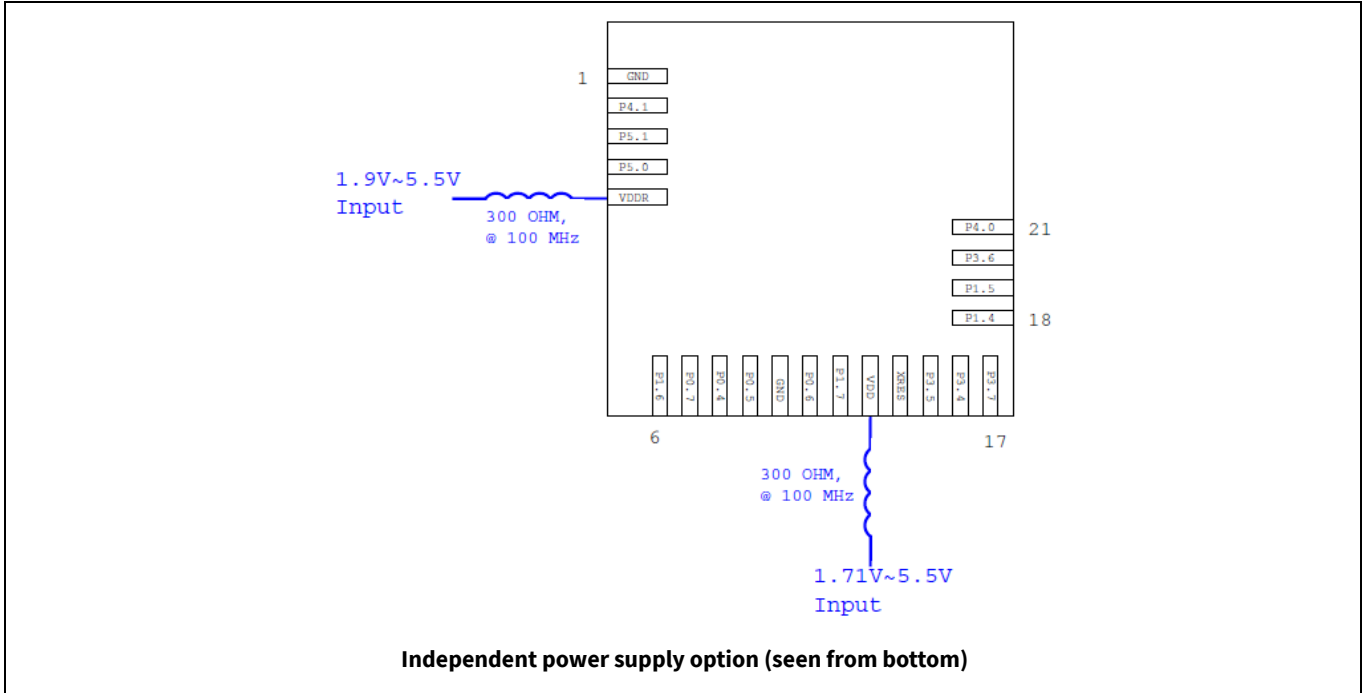 1 GND
P4.1
P5.1
P5.0
1.9V~5.5V
Input
VDDR
300 OHM,
@ 100 MHz
P4.0 21
P3.6
P1.5
P1.4 18
P1.6 P0.7 P0.4 P0.5 GND P0.6 P1.7 VDD XRES P3.5 P3.4 P3.7
6 17
300 OHM,
@ 100 MHz
1.71V~5.5V
Input
Independent power supply option (seen from bottom)